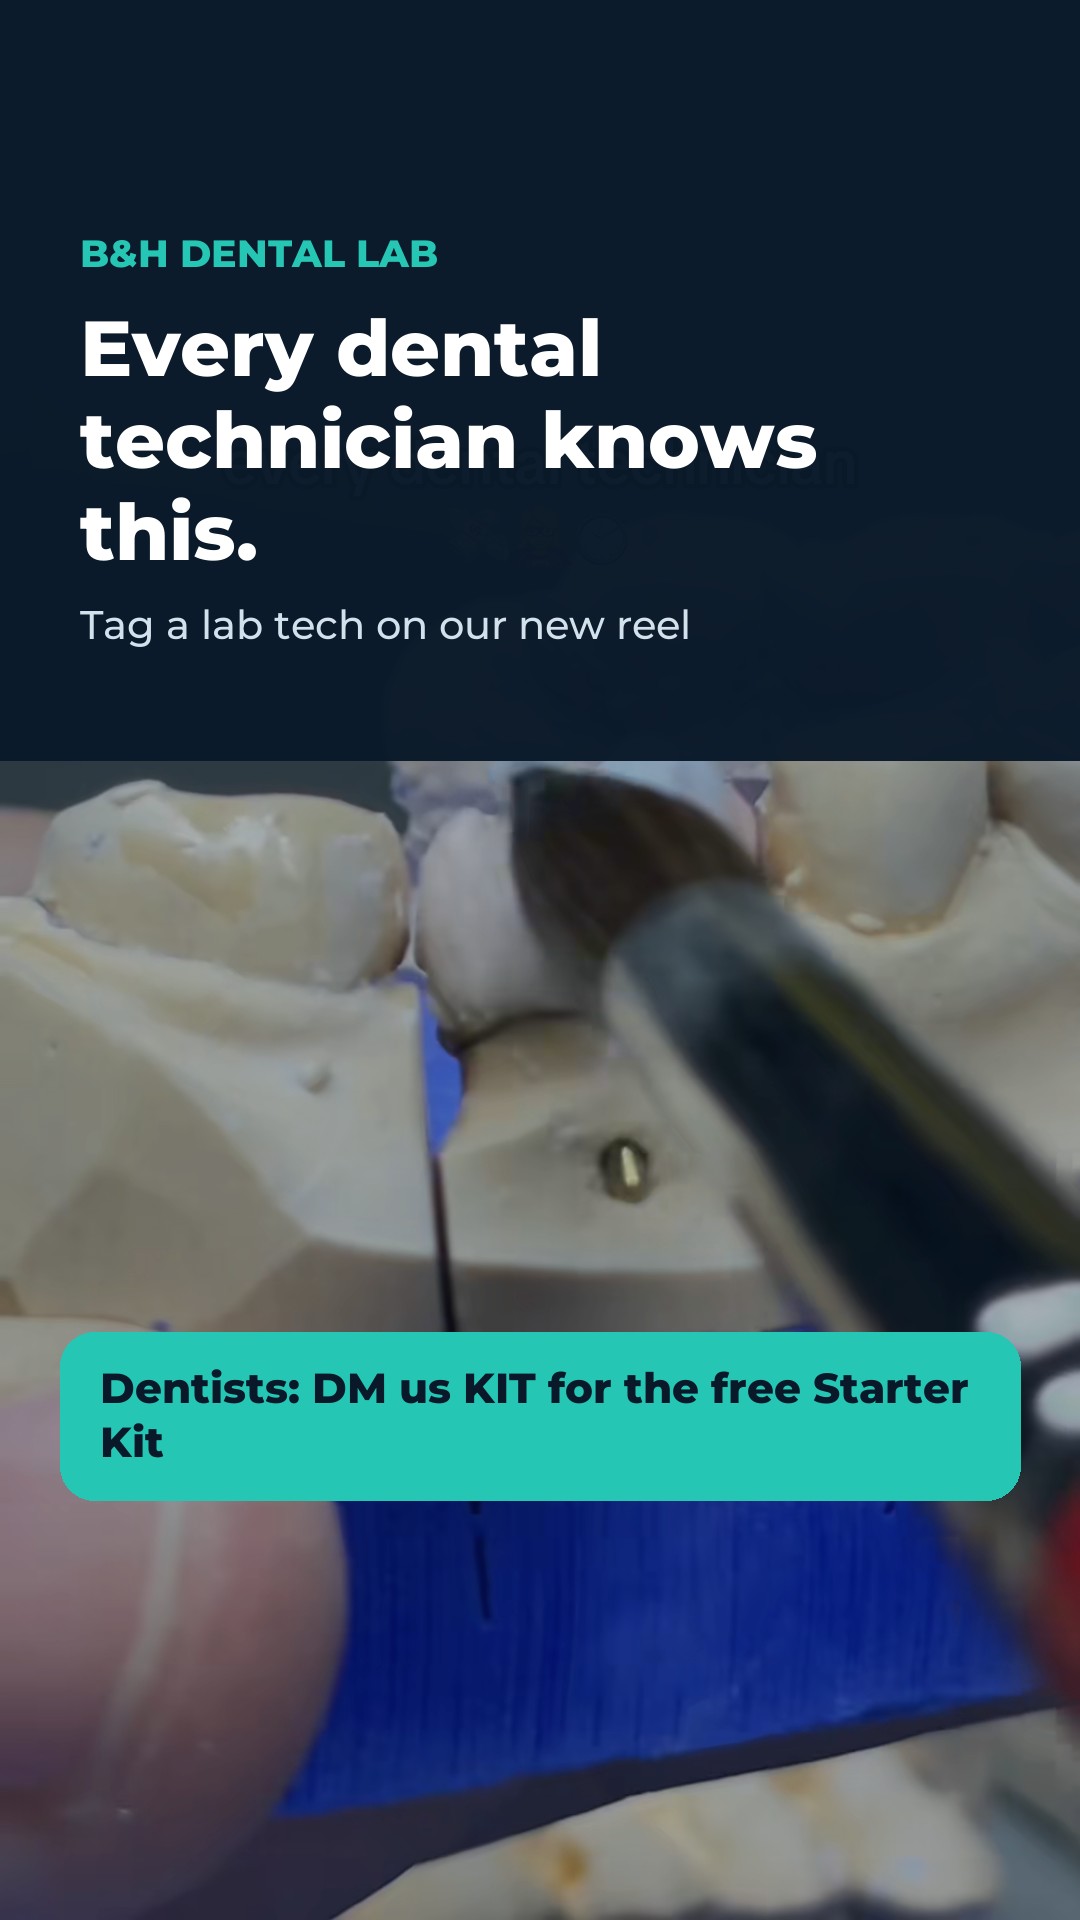 B&H DENTAL LAB
Every dental
technician knows
this.
Tag a lab tech on our new reel
Dentists: DM us KIT for the free Starter
Kit